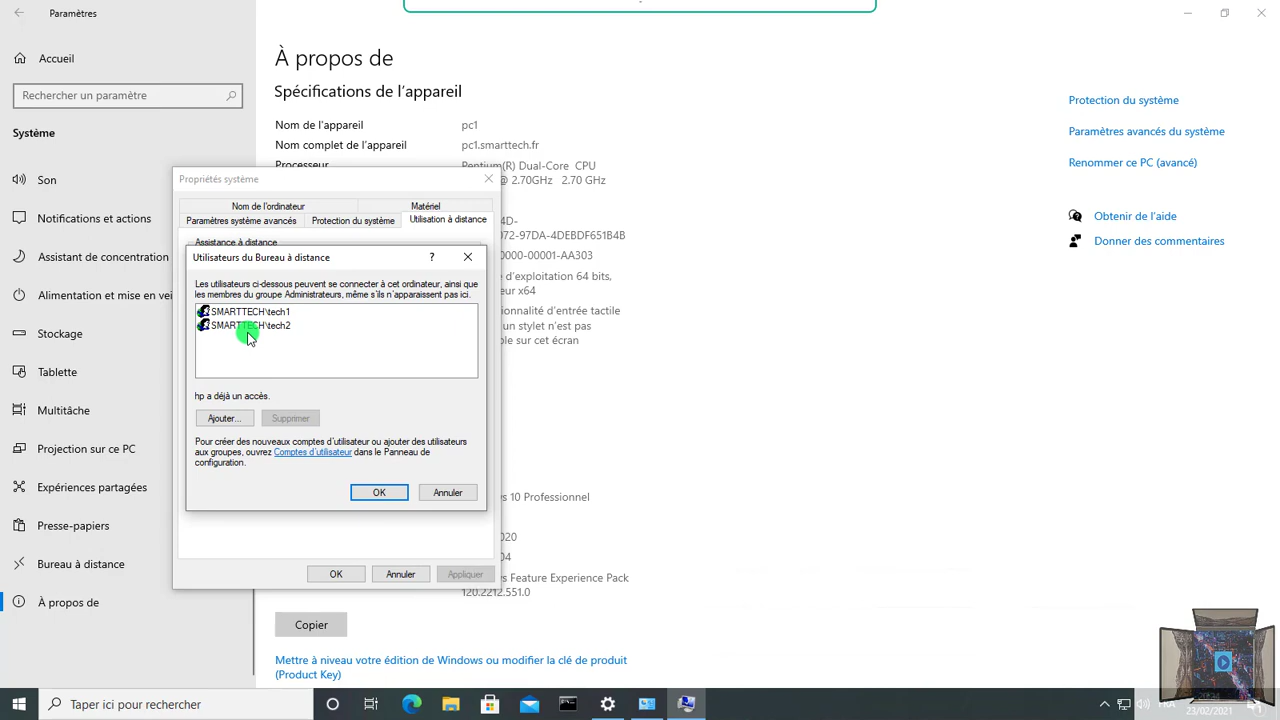 Paramètres
Accueil
Rechercher un paramètre
Système
Son
Notifications et actions
Assistant de concentration
Alimentation et mise en vei
Stockage
Tablette
Multitâche
Projection sur ce PC
Expériences partagées
Presse-papiers
Bureau à distance
À propos de
À propos de
Spécifications de l'appareil
Nom de l'appareil pc1
Nom complet de l'appareil pc1.smarttech.fr
Processeur Pentium(R) Dual-Core CPU
@ 2.70GHz 2.70 GHz
4D-
072-97DA-4DEBDF651B4B
0000-00001-AA303
e d'exploitation 64 bits,
eur x64
ionnalité d'entrée tactile
un stylet n'est pas
ble sur cet écran
s 10 Professionnel
020
04
s Feature Experience Pack
120.2212.551.0
Copier
Mettre à niveau votre édition de Windows ou modifier la clé de produit
(Product Key)
Protection du système
Paramètres avancés du système
Renommer ce PC (avancé)
Obtenir de l'aide
Donner des commentaires
Propriétés système
Nom de l'ordinateur Matériel
Paramètres système avancés Protection du système Utilisation à distance
Assistance à distance
Utilisateurs du Bureau à distance
Les utilisateurs ci-dessous peuvent se connecter à cet ordinateur, ainsi que
les membres du groupe Administrateurs, même s'ils n'apparaissent pas ici.
SMARTTECH\tech1
SMARTTECH\tech2
hp a déjà un accès.
Ajouter... Supprimer
Pour créer des nouveaux comptes d'utilisateur ou ajouter des utilisateurs
aux groupes, ouvrez Comptes d'utilisateur dans le Panneau de
configuration.
OK Annuler
OK Annuler Appliquer
Taper ici pour rechercher
FRA
23/02/2021